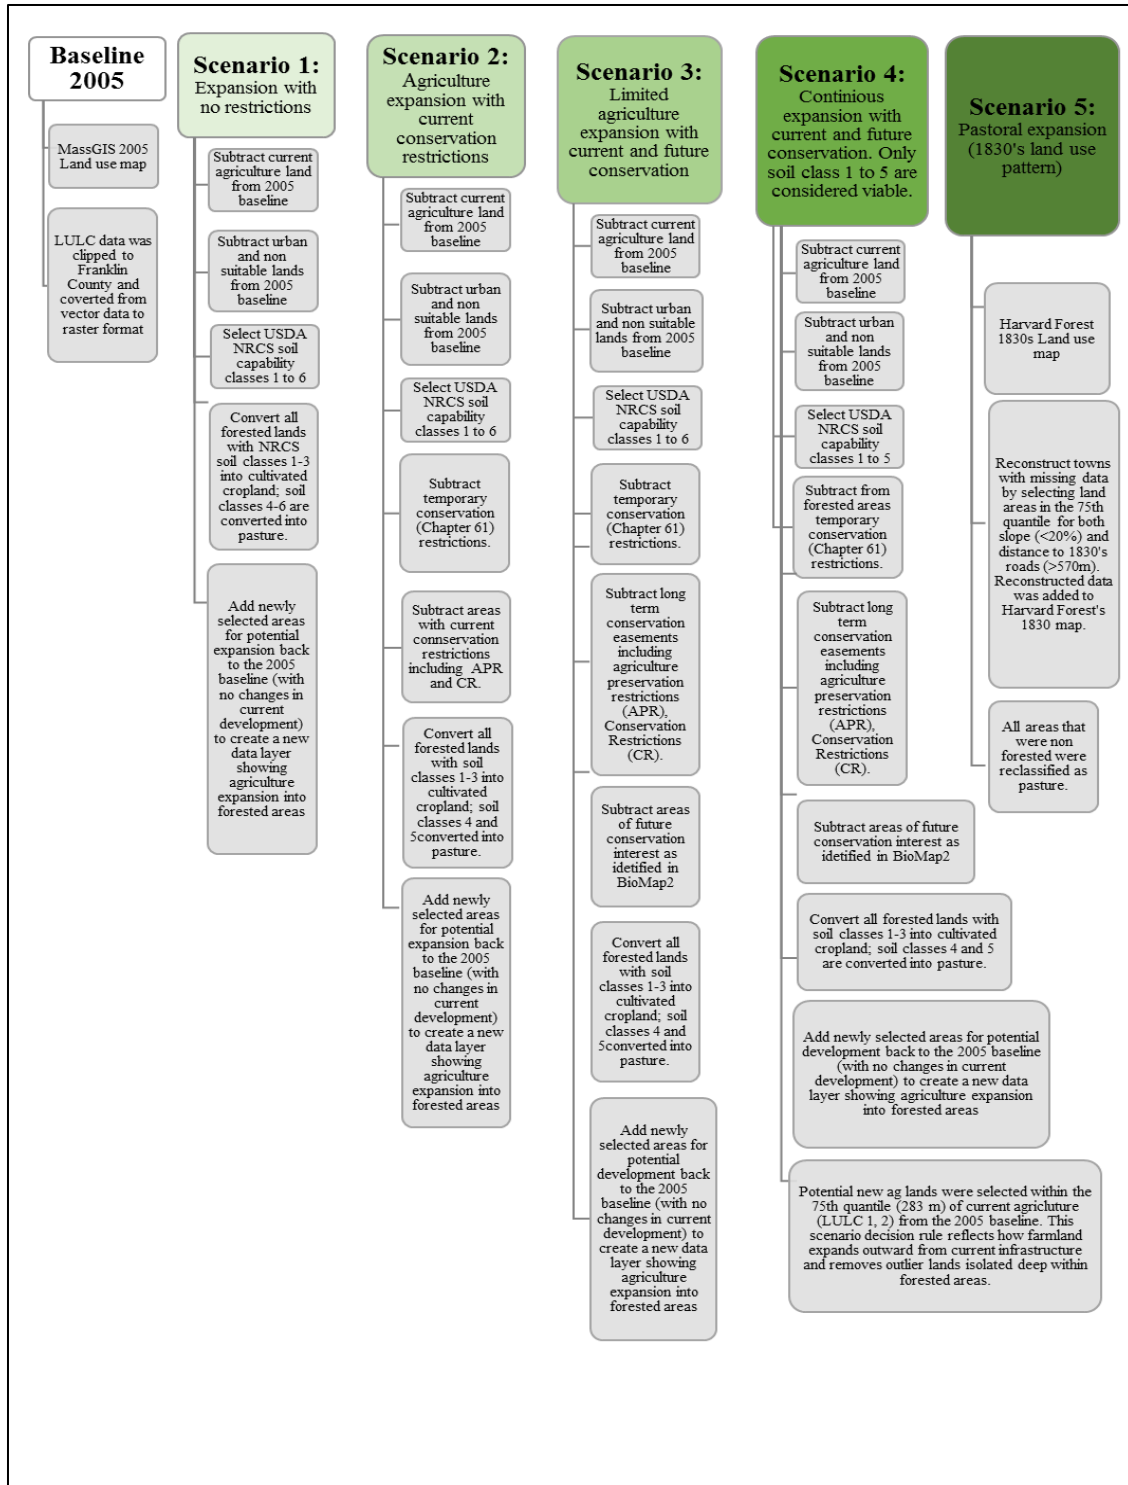 Baseline
2005
MassGIS 2005
Land use map
LULC data was
clipped to
Franklin
County and
coverted from
vector data to
raster format
Scenario 1:
Expansion with
no restrictions
Subtract current
agriculture land
from 2005
baseline
Subtract urban
and non
suitable lands
from 2005
baseline
Select USDA
NRCS soil
capability
classes 1 to 6
Convert all
forested lands
with NRCS
soil classes 1-3
into cultivated
cropland; soil
classes 4-6 are
converted into
pasture.
Add newly
selected areas
for potential
expansion back
to the 2005
baseline (with
no changes in
current
development)
to create a new
data layer
showing
agriculture
expansion into
forested areas
Scenario 2:
Agriculture
expansion with
current
conservation
restrictions
Subtract current
agriculture land
from 2005
baseline
Subtract urban
and non
suitable lands
from 2005
baseline
Select USDA
NRCS soil
capability
classes 1 to 6
Subtract
temporary
conservation
(Chapter 61)
restrictions.
Subtract areas
with current
connservation
restrictions
including APR
and CR.
Convert all
forested lands
with soil
classes 1-3 into
cultivated
cropland; soil
classes 4 and
5converted into
pasture.
Add newly
selected areas
for potential
expansion back
to the 2005
baseline (with
no changes in
current
development)
to create a new
data layer
showing
agriculture
expansion into
forested areas
Scenario 3:
Limited
agriculture
expansion with
current and future
conservation
Subtract current
agriculture land
from 2005
baseline
Subtract urban
and non suitable
lands from 2005
baseline
Select USDA
NRCS soil
capability
classes 1 to 6
Subtract
temporary
conservation
(Chapter 61)
restrictions.
Subtract long
term
conservation
easements
including
agriculture
preservation
restrictions
(APR),
Conservation
Restrictions
(CR).
Subtract areas
of future
conservation
interest as
idetified in
BioMap2
Convert all
forested lands
with soil
classes 1-3 into
cultivated
cropland; soil
classes 4 and
5converted into
pasture.
Add newly
selected areas for
potential
development back
to the 2005
baseline (with no
changes in current
development) to
create a new data
layer showing
agriculture
expansion into
forested areas
Scenario 4:
Continious
expansion with
current and future
conservation. Only
soil class 1 to 5 are
considered viable.
Subtract current
agriculture land
from 2005
baseline
Subtract urban
and non
suitable lands
from 2005
baseline
Select USDA
NRCS soil
capability
classes 1 to 5
Subtract from
forested areas
temporary
conservation
(Chapter 61)
restrictions.
Subtract long
term
conservation
easements
including
agriculture
preservation
restrictions
(APR),
Conservation
Restrictions
(CR).
Subtract areas of future
conservation interest as
idetified in BioMap2
Convert all forested lands with
soil classes 1-3 into cultivated
cropland; soil classes 4 and 5
are converted into pasture.
Add newly selected areas for potential
development back to the 2005 baseline
(with no changes in current
development) to create a new data
layer showing agriculture expansion
into forested areas
Potential new ag lands were selected within the
75th quantile (283 m) of current agricluture
(LULC 1, 2) from the 2005 baseline. This
scenario decision rule reflects how farmland
expands outward from current infrastructure
and removes outlier lands isolated deep within
forested areas.
Scenario 5:
Pastoral expansion
(1830's land use
pattern)
Harvard Forest
1830s Land use
map
Reconstruct towns
with missing data
by selecting land
areas in the 75th
quantile for both
slope (<20%) and
distance to 1830's
roads (>570m).
Reconstructed data
was added to
Harvard Forest's
1830 map.
All areas that
were non
forested were
reclassified as
pasture.